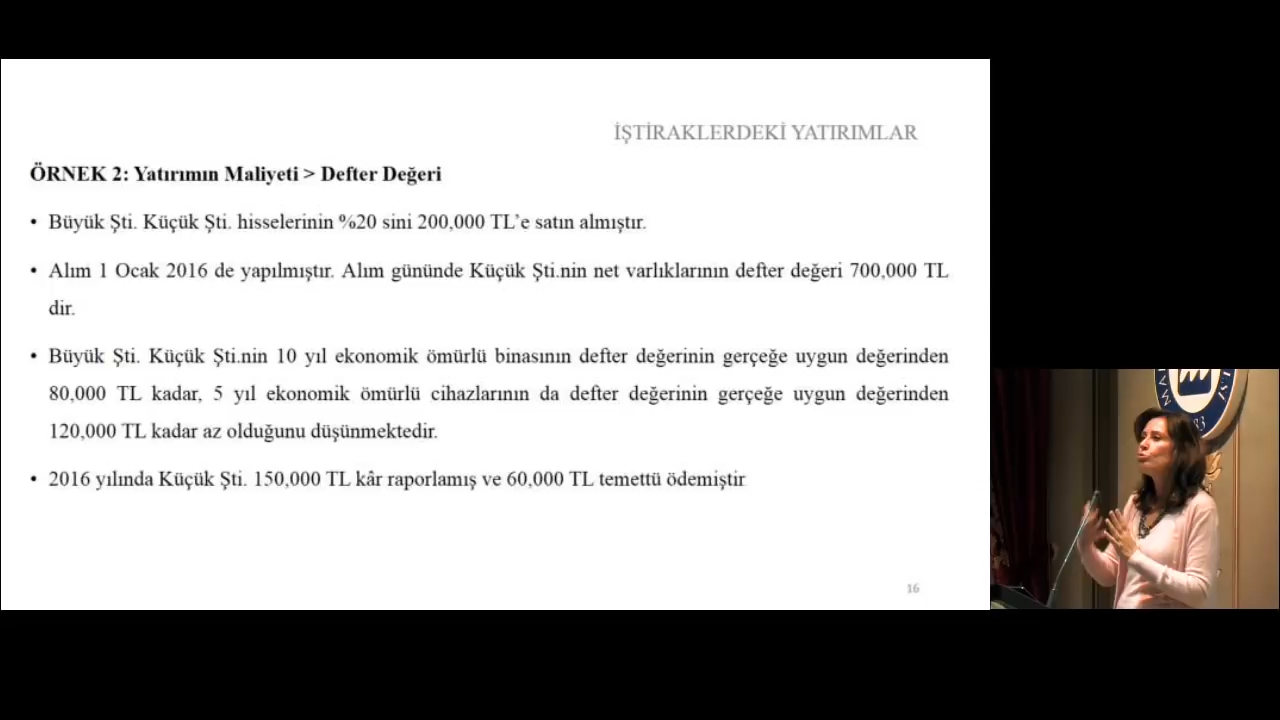 İŞTİRAKLERDEKİ YATIRIMLAR
ÖRNEK 2: Yatırımın Maliyeti > Defter Değeri
• Büyük Şti. Küçük Şti. hisselerinin %20 sini 200,000 TL’e satın almıştır.
• Alım 1 Ocak 2016 de yapılmıştır. Alım gününde Küçük Şti.nin net varlıklarının defter değeri 700,000 TL
dir.
• Büyük Şti. Küçük Şti.nin 10 yıl ekonomik ömürlü binasının defter değerinin gerçeğe uygun değerinden
80,000 TL kadar, 5 yıl ekonomik ömürlü cihazlarının da defter değerinin gerçeğe uygun değerinden
120,000 TL kadar az olduğunu düşünmektedir.
• 2016 yılında Küçük Şti. 150,000 TL kâr raporlamış ve 60,000 TL temettü ödemiştir
16